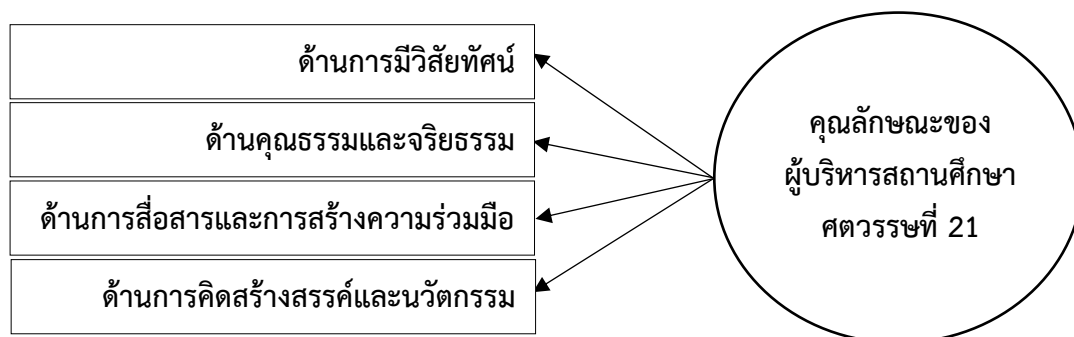 ด้านการมีวิสัยทัศน์
ด้านคุณธรรมและจริยธรรม
ด้านการสื่อสารและการสร้างความร่วมมือ
ด้านการคิดสร้างสรรค์และนวัตกรรม
คุณลักษณะของ
ผู้บริหารสถานศึกษา
ศตวรรษที่ 21